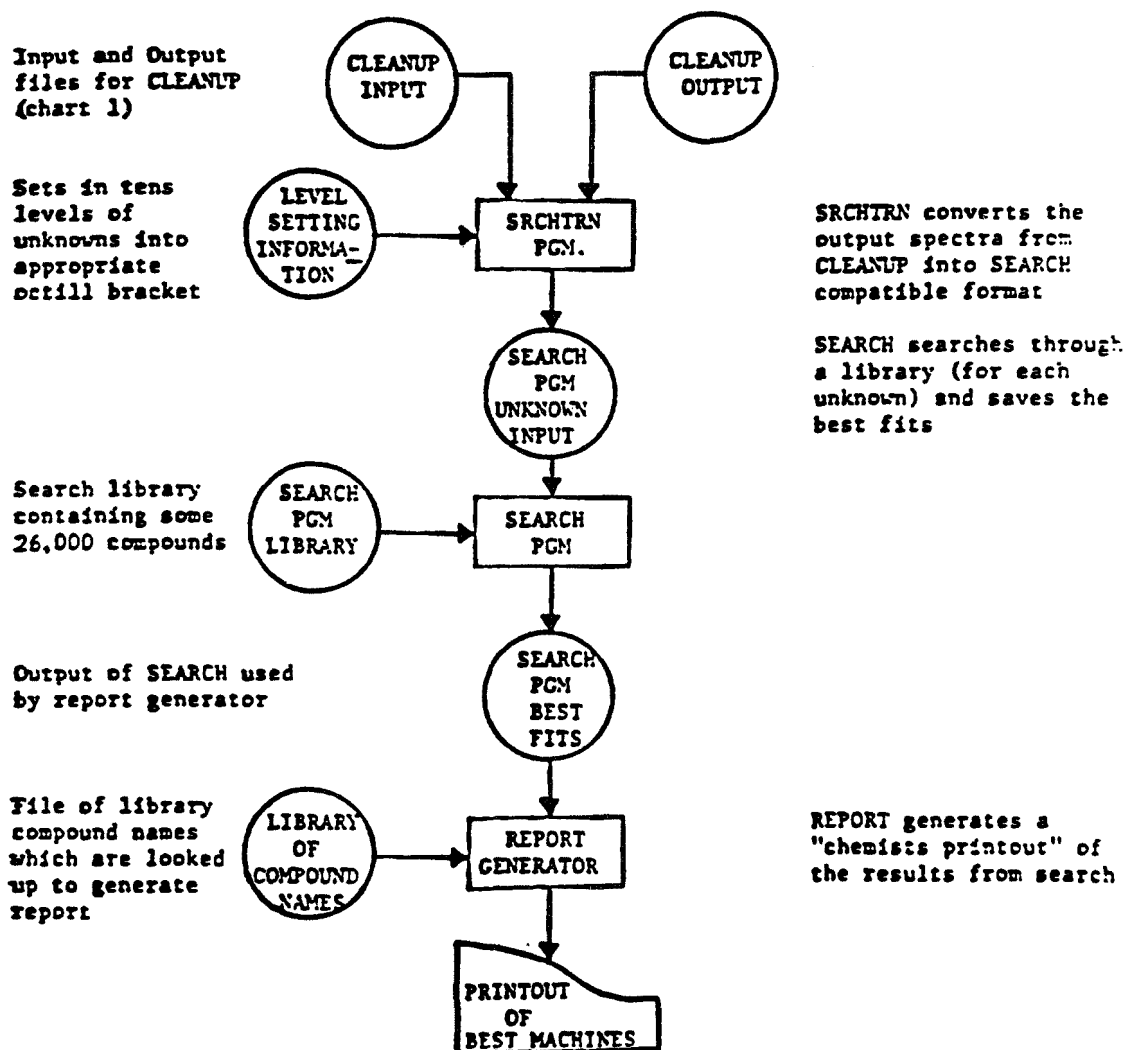 Input and Output
files for CLEANUP
(chart 1)
CLEANUP
INPUT
CLEANUP
OUTPUT
Sets in tens
levels of
unknowns into
appropriate
octill bracket
LEVEL
SETTING
INFORMA-
TION
SRCHTRN
PGM.
SRCHTRN converts the
output spectra from
CLEANUP into SEARCH
compatible format
SEARCH searches through
a library (for each
unknown) and saves the
best fits
SEARCH
PGM
UNKNOWN
INPUT
Search library
containing some
26,000 compounds
SEARCH
PGM
LIBRARY
SEARCH
PGM
Output of SEARCH used
by report generator
SEARCH
PGM
BEST
FITS
File of library
compound names
which are looked
up to generate
report
LIBRARY
OF
COMPOUND
NAMES
REPORT
GENERATOR
REPORT generates a
"chemists printout" of
the results from search
PRINTOUT
OF
BEST MACHINES